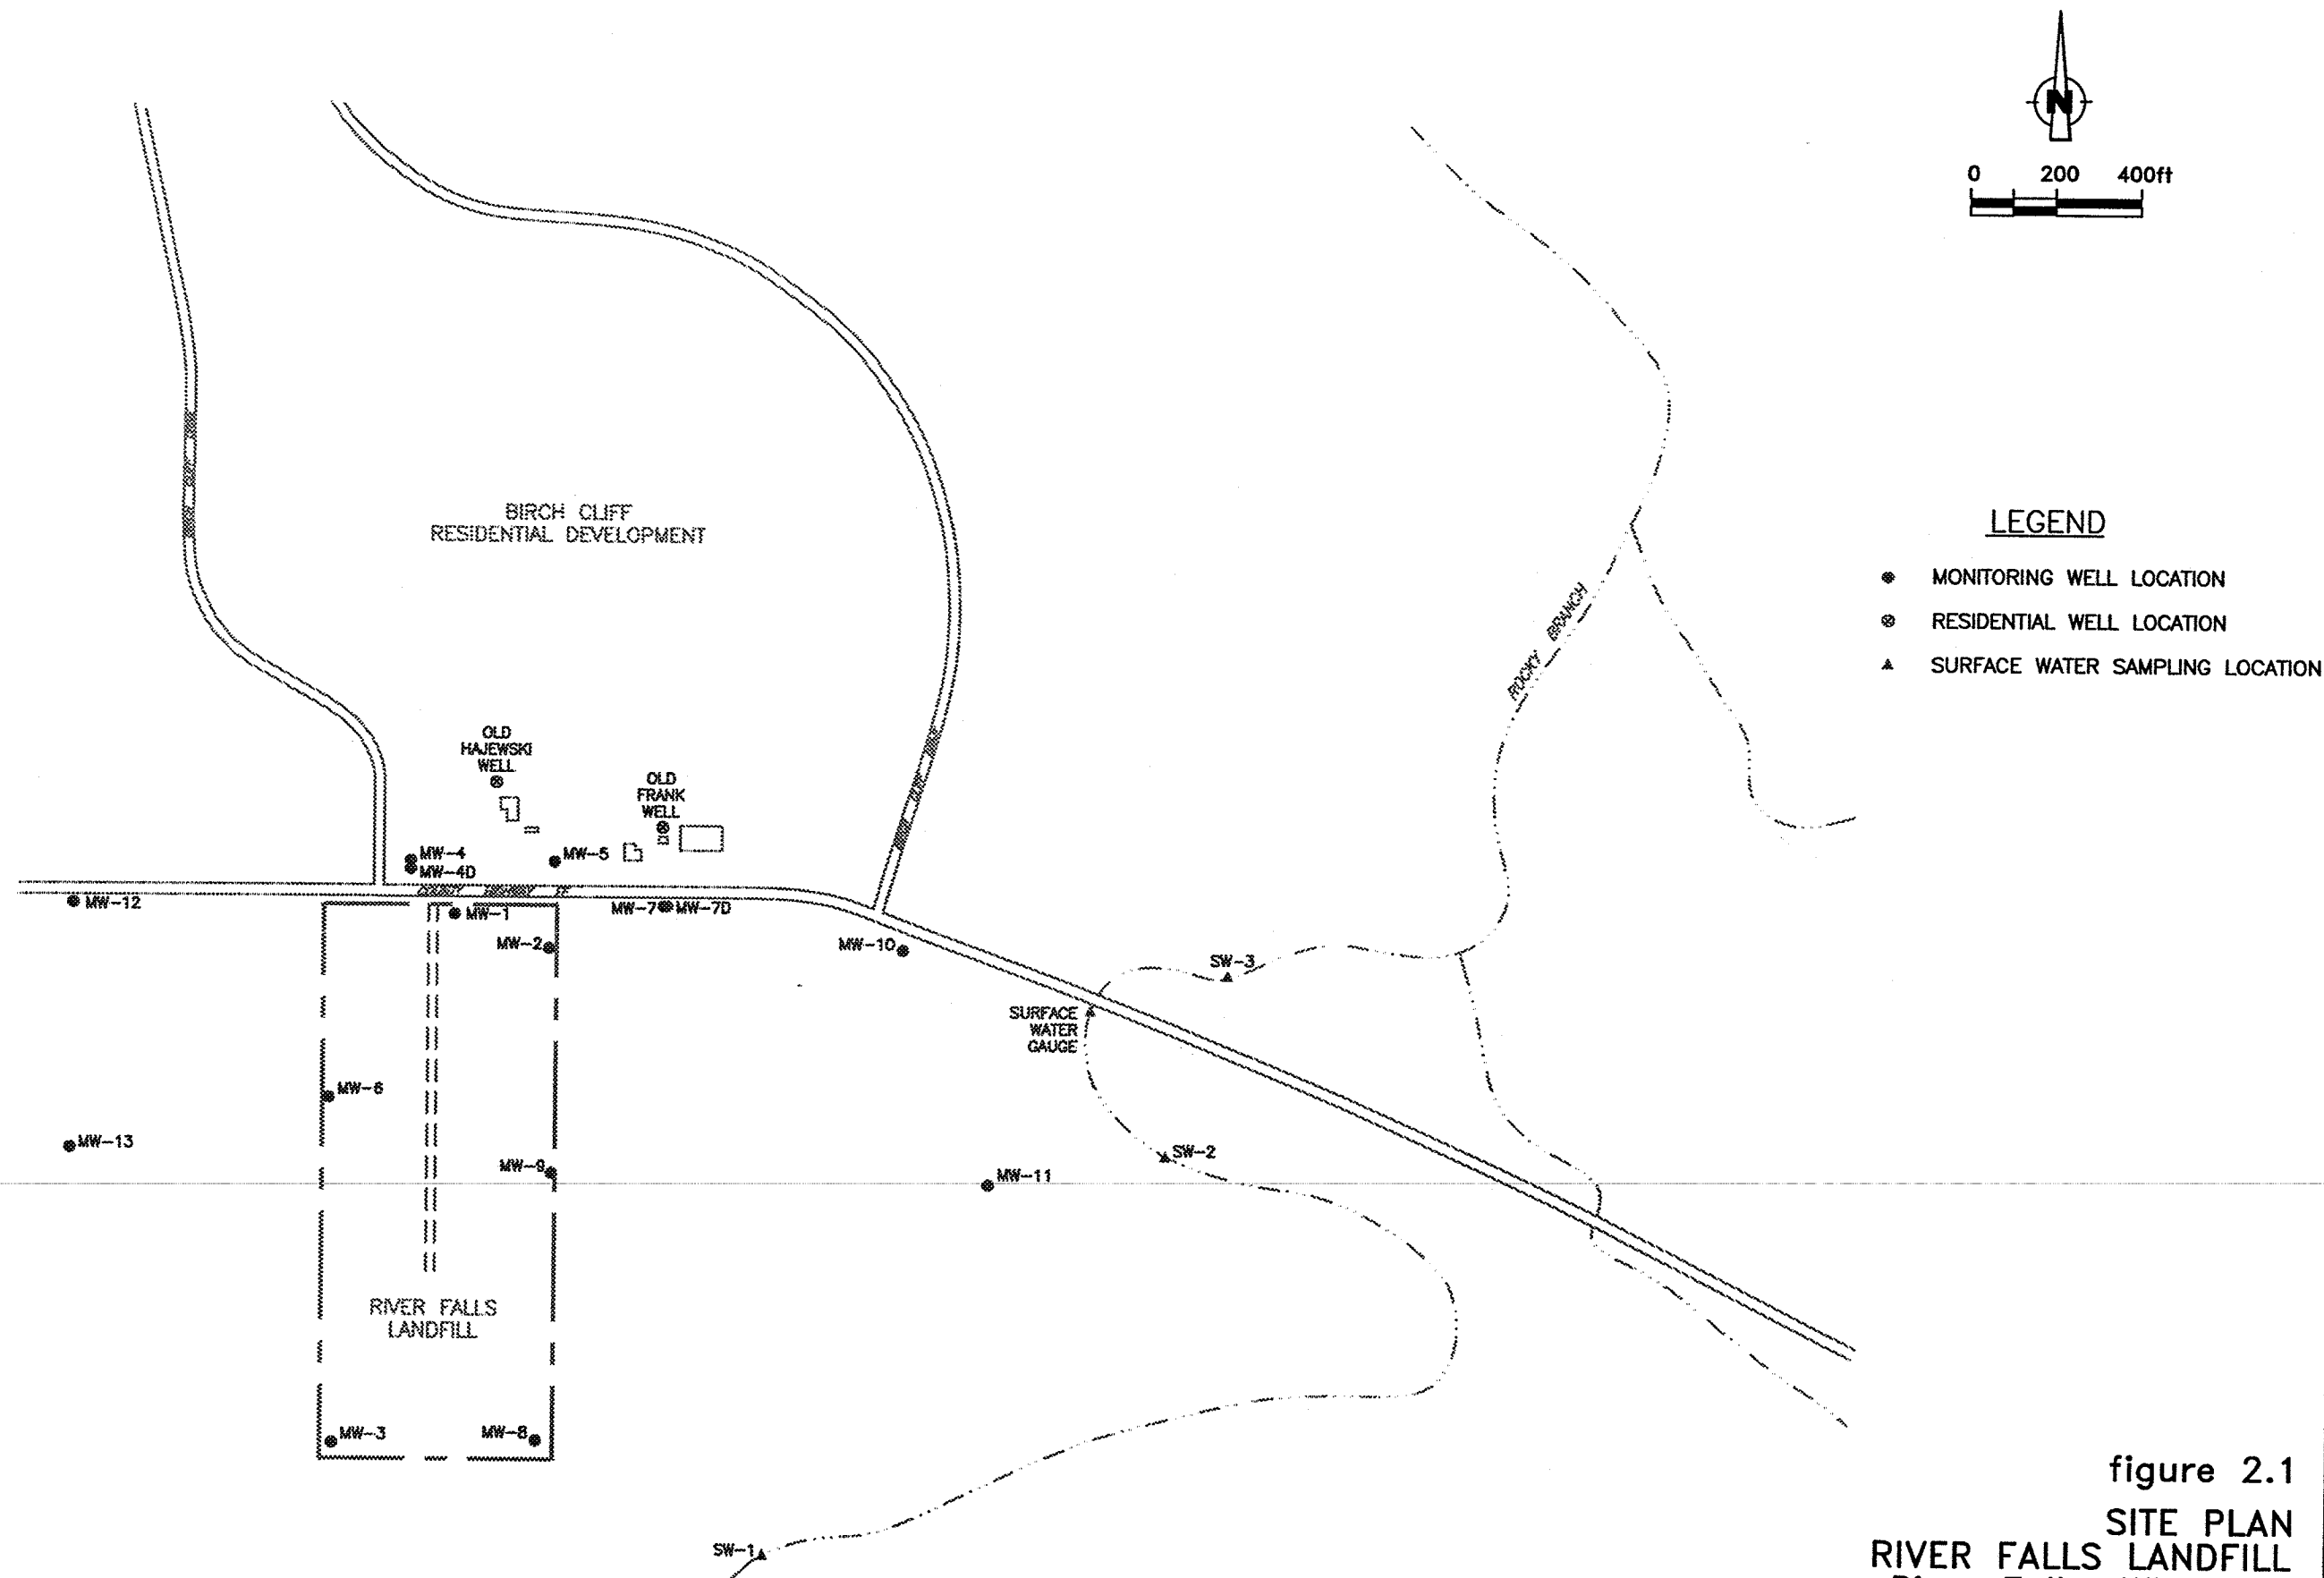 N
0 200 400ft
BIRCH CLIFF
RESIDENTIAL DEVELOPMENT
LEGEND
MONITORING WELL LOCATION
RESIDENTIAL WELL LOCATION
SURFACE WATER SAMPLING LOCATION
ROCKY BRANCH
OLD
HAJEWSKI
WELL
OLD
FRANK
WELL
MW-4
MW-4D
MW-5
COUNTY HIGHWAY
MW-12
MW-1
MW-7
MW-7D
MW-2
MW-10
SW-3
SURFACE
WATER
GAUGE
MW-6
MW-13
MW-9
SW-2
MW-11
RIVER FALLS
LANDFILL
MW-3
MW-8
SW-1
figure 2.1
SITE PLAN
RIVER FALLS LANDFILL